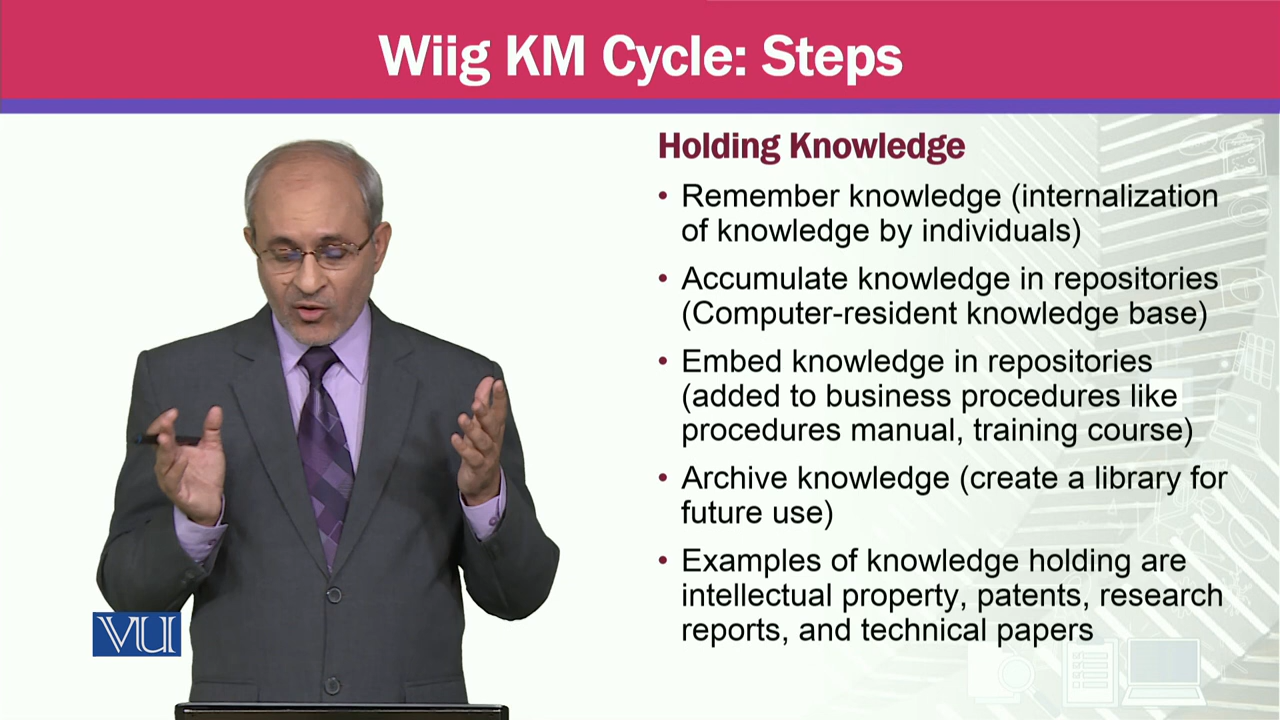 Wiig KM Cycle: Steps
Holding Knowledge
• Remember knowledge (internalization
of knowledge by individuals)
• Accumulate knowledge in repositories
(Computer-resident knowledge base)
• Embed knowledge in repositories
(added to business procedures like
procedures manual, training course)
• Archive knowledge (create a library for
future use)
• Examples of knowledge holding are
intellectual property, patents, research
reports, and technical papers
VU